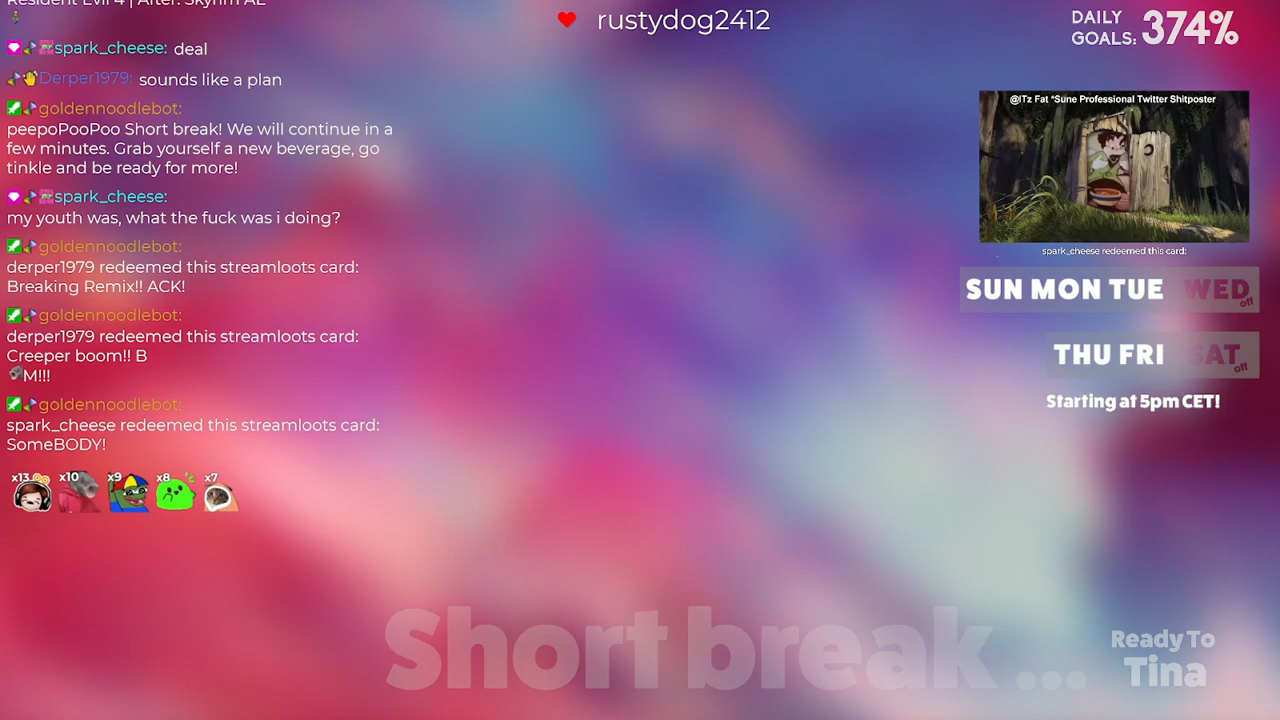 Resident Evil 4 | After: Skyrim AE
spark_cheese: deal
Derper1979: sounds like a plan
goldennoodlebot:
peepoPooPoo Short break! We will continue in a
few minutes. Grab yourself a new beverage, go
tinkle and be ready for more!
spark_cheese:
my youth was, what the fuck was i doing?
goldennoodlebot:
derper1979 redeemed this streamloots card:
Breaking Remix!! ACK!
goldennoodlebot:
derper1979 redeemed this streamloots card:
Creeper boom!! B
M!!!
goldennoodlebot:
spark_cheese redeemed this streamloots card:
SomeBODY!
x13 x10 x9 x8 x7
rustydog2412
DAILY
GOALS: 374%
@ITz Fat *Sune Professional Twitter Shitposter
spark_cheese redeemed this card:
SUN MON TUE WED off
THU FRI SAT off
Starting at 5pm CET!
Short break ...
Ready To
Tina